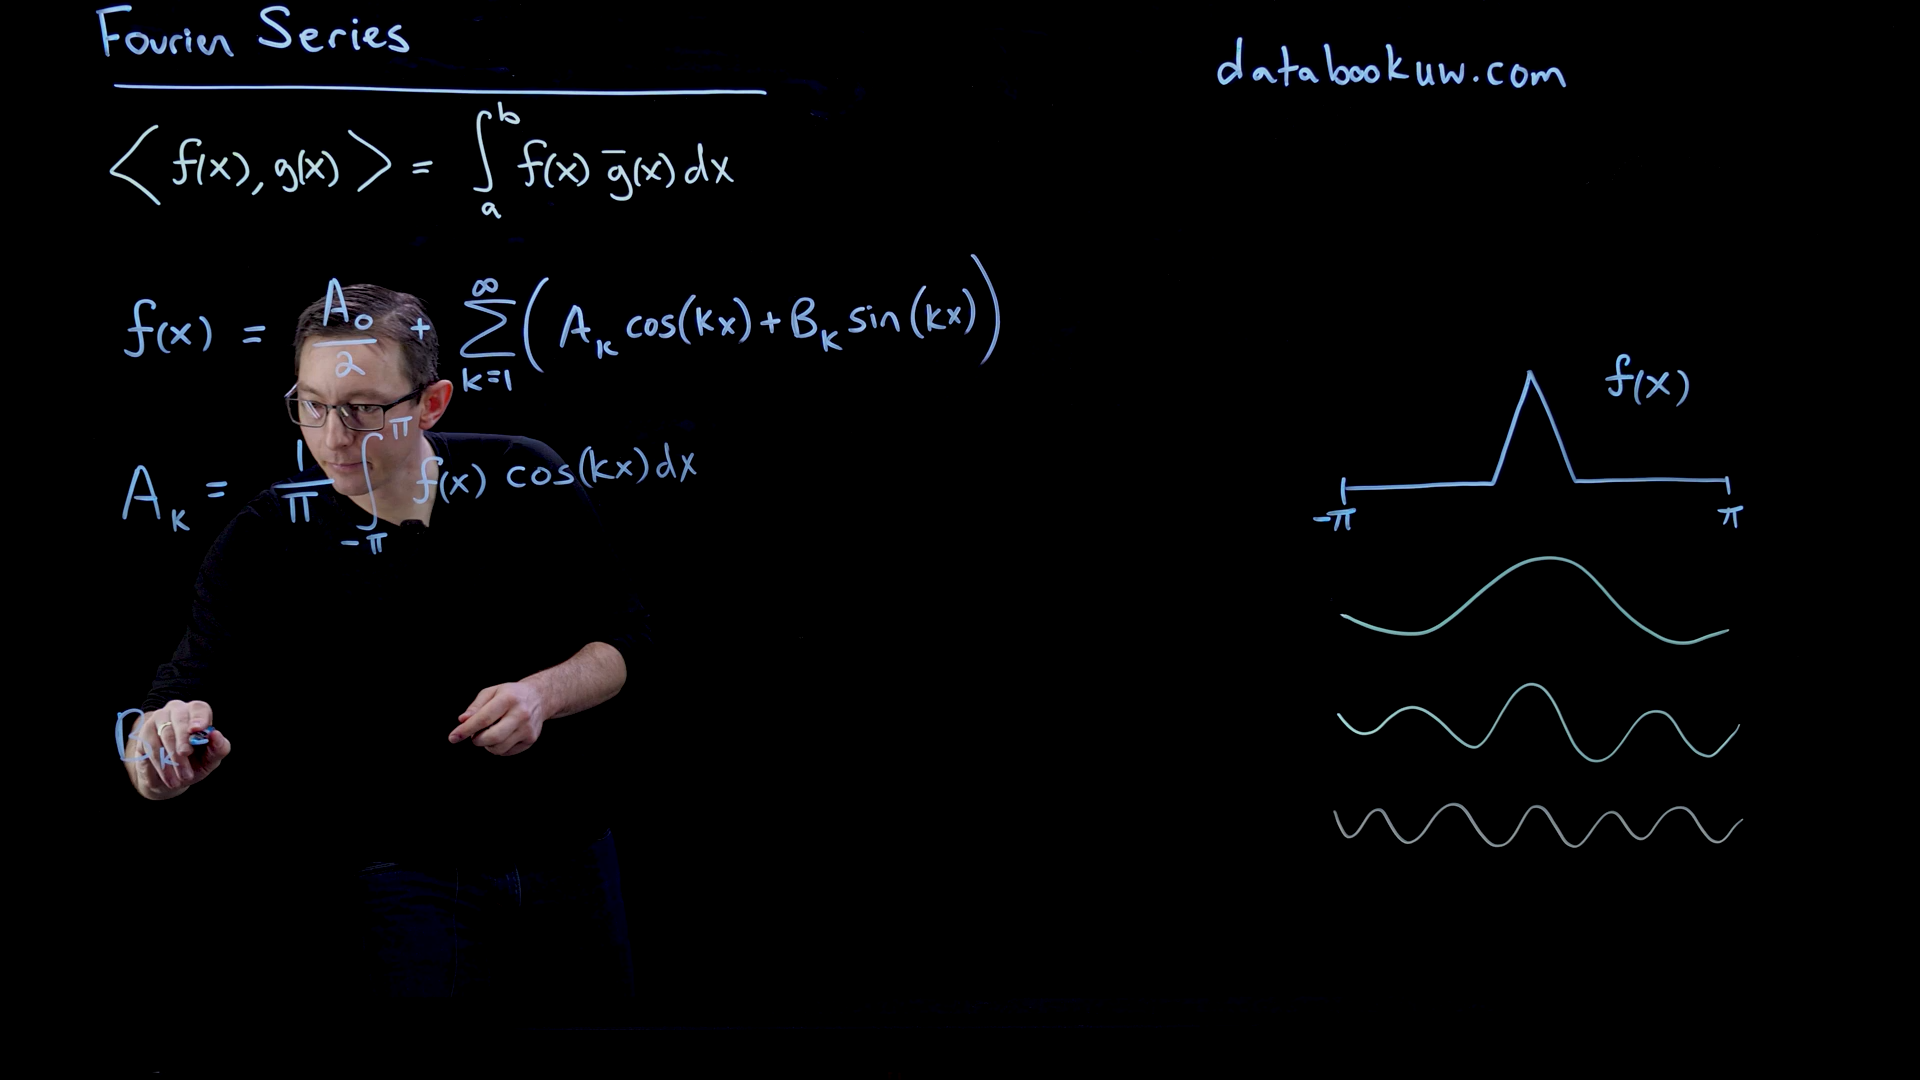 Fourier Series
databookuw.com
⟨f(x), g(x)⟩ = ∫_a^b f(x) ḡ(x) dx
f(x) = A₀/2 + ∑_{k=1}^∞ (A_k cos(kx) + B_k sin(kx))
f(x)
A_k = 1/π ∫_{-π}^{π} f(x) cos(kx) dx
-π π
B_k